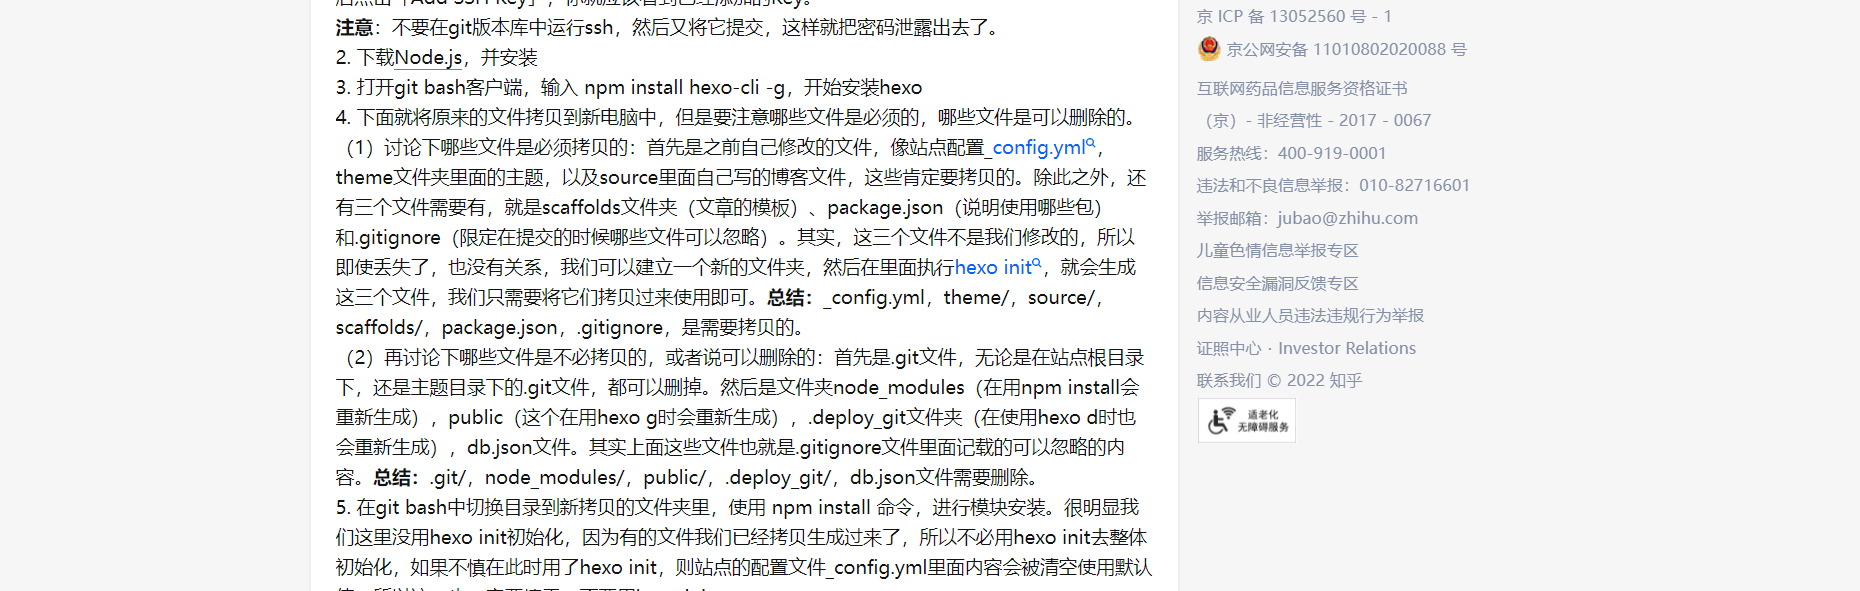 注意：不要在git版本库中运行ssh，然后又将它提交，这样就把密码泄露出去了。
2. 下载Node.js，并安装
3. 打开git bash客户端，输入 npm install hexo-cli -g，开始安装hexo
4. 下面就将原来的文件拷贝到新电脑中，但是要注意哪些文件是必须的，哪些文件是可以删除的。
（1）讨论下哪些文件是必须拷贝的：首先是之前自己修改的文件，像站点配置_config.yml，
theme文件夹里面的主题，以及source里面自己写的博客文件，这些肯定要拷贝的。除此之外，还
有三个文件需要有，就是scaffolds文件夹（文章的模板）、package.json（说明使用哪些包）
和.gitignore（限定在提交的时候哪些文件可以忽略）。其实，这三个文件不是我们修改的，所以
即使丢失了，也没有关系，我们可以建立一个新的文件夹，然后在里面执行hexo init，就会生成
这三个文件，我们只需要将它们拷贝过来使用即可。总结：_config.yml，theme/，source/，
scaffolds/，package.json，.gitignore，是需要拷贝的。
（2）再讨论下哪些文件是不必拷贝的，或者说可以删除的：首先是.git文件，无论是在站点根目录
下，还是主题目录下的.git文件，都可以删掉。然后是文件夹node_modules（在用npm install会
重新生成），public（这个在用hexo g时会重新生成），.deploy_git文件夹（在使用hexo d时也
会重新生成），db.json文件。其实上面这些文件也就是.gitignore文件里面记载的可以忽略的内
容。总结：.git/，node_modules/，public/，.deploy_git/，db.json文件需要删除。
5. 在git bash中切换目录到新拷贝的文件夹里，使用 npm install 命令，进行模块安装。很明显我
们这里没用hexo init初始化，因为有的文件我们已经拷贝生成过来了，所以不必用hexo init去整体
初始化，如果不慎在此时用了hexo init，则站点的配置文件_config.yml里面内容会被清空使用默认
京 ICP 备 13052560 号 - 1
京公网安备 11010802020088 号
互联网药品信息服务资格证书
（京）- 非经营性 - 2017 - 0067
服务热线：400-919-0001
违法和不良信息举报：010-82716601
举报邮箱：jubao@zhihu.com
儿童色情信息举报专区
信息安全漏洞反馈专区
内容从业人员违法违规行为举报
证照中心 · Investor Relations
联系我们 © 2022 知乎
适老化
无障碍服务